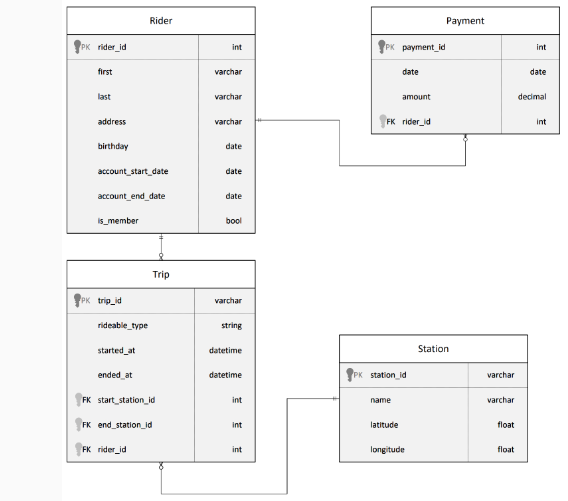 Rider
PK rider_id int
first varchar
last varchar
address varchar
birthday date
account_start_date date
account_end_date date
is_member bool
Payment
PK payment_id int
date date
amount decimal
FK rider_id int
Trip
PK trip_id varchar
rideable_type string
started_at datetime
ended_at datetime
FK start_station_id int
FK end_station_id int
FK rider_id int
Station
PK station_id varchar
name varchar
latitude float
longitude float